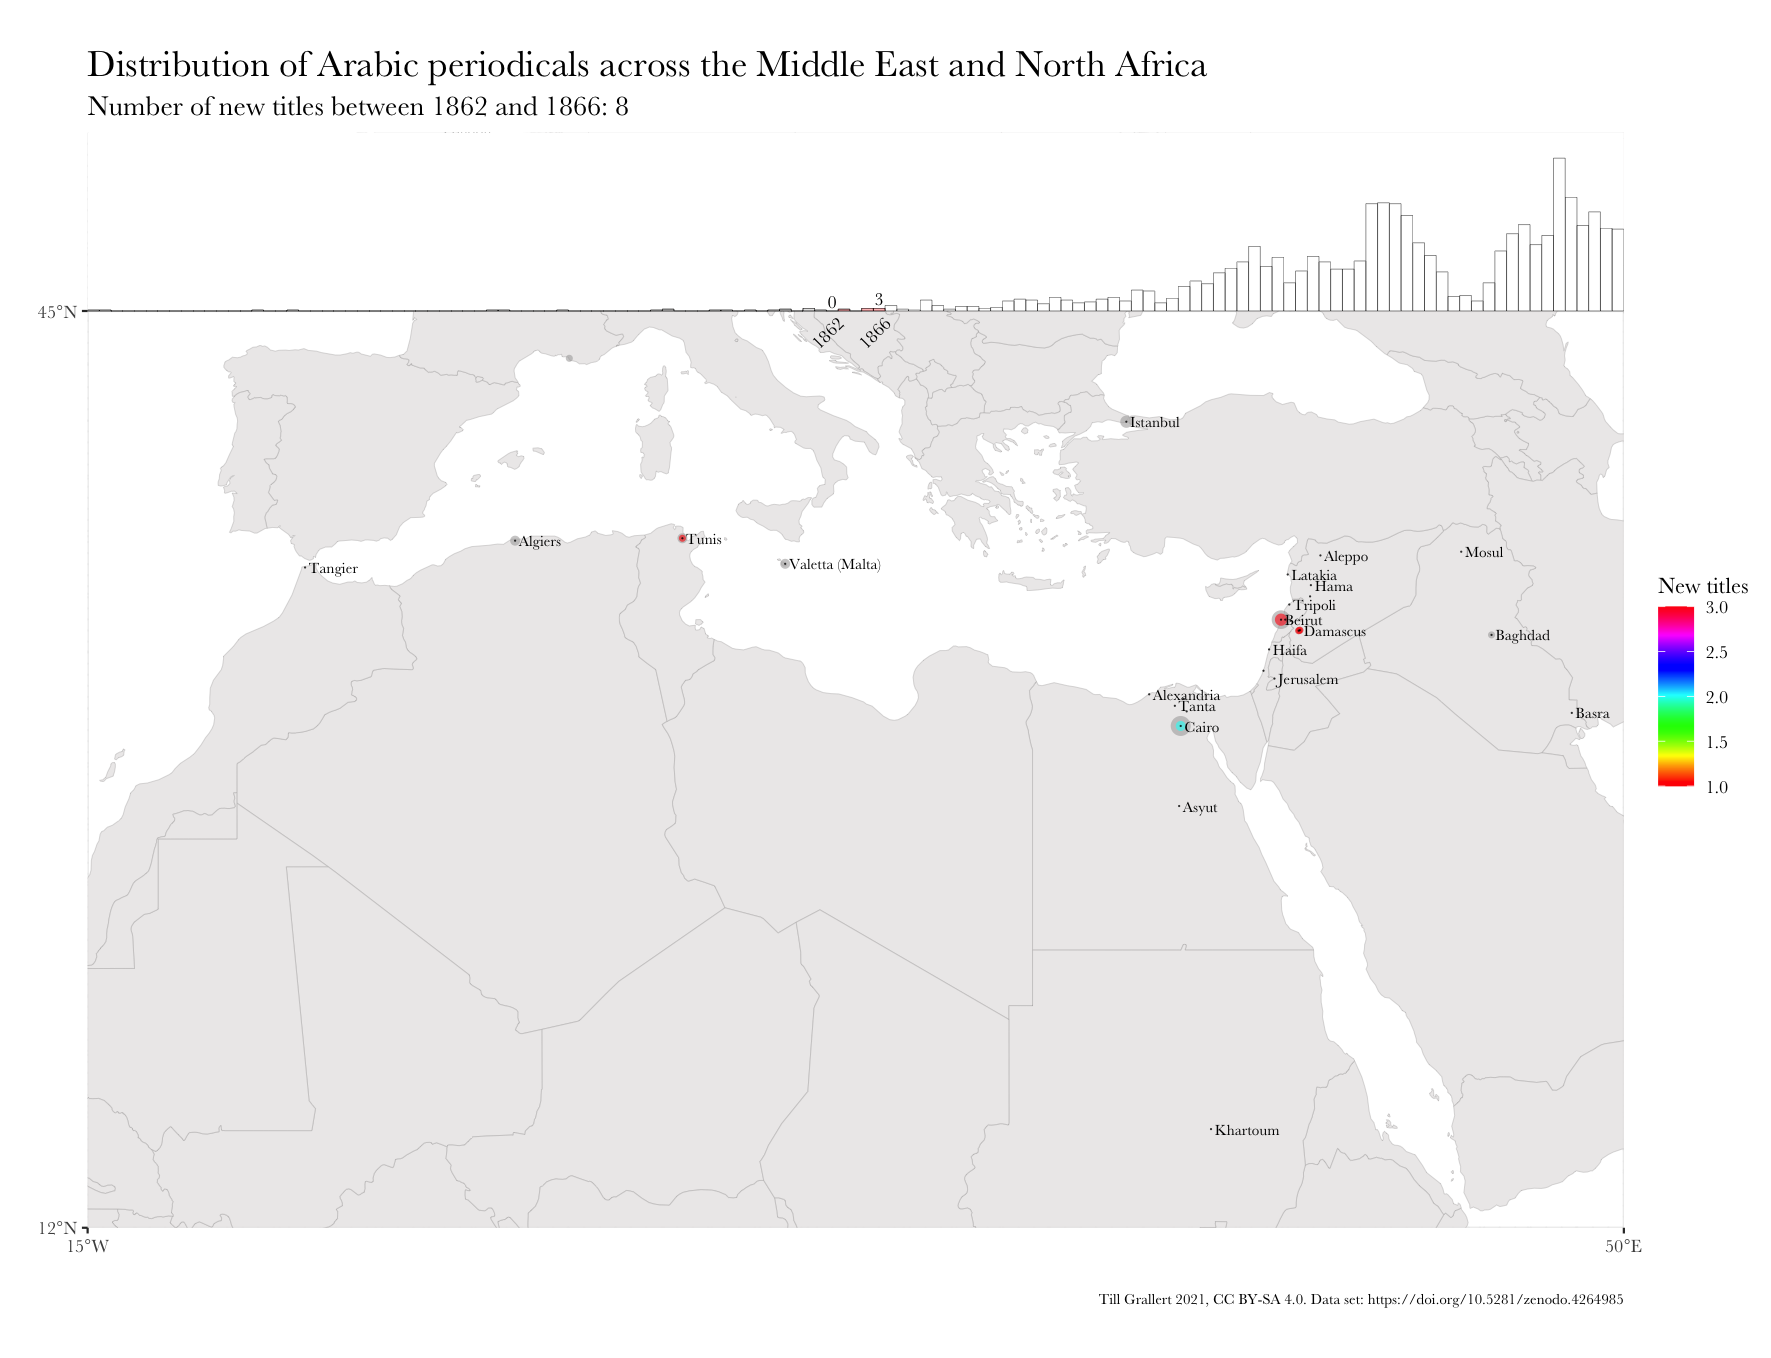 Distribution of Arabic periodicals across the Middle East and North Africa
Number of new titles between 1862 and 1866: 8
0
3
45°N
1862
1866
Istanbul
Algiers
Tunis
Tangier
Valetta (Malta)
Aleppo
Mosul
Latakia
Hama
Tripoli
Beirut
Damascus
Baghdad
Haifa
Jerusalem
Alexandria
Tanta
Cairo
Basra
Asyut
Khartoum
New titles
3.0
2.5
2.0
1.5
1.0
12°N
15°W
50°E
Till Grallert 2021, CC BY-SA 4.0. Data set: https://doi.org/10.5281/zenodo.4264985